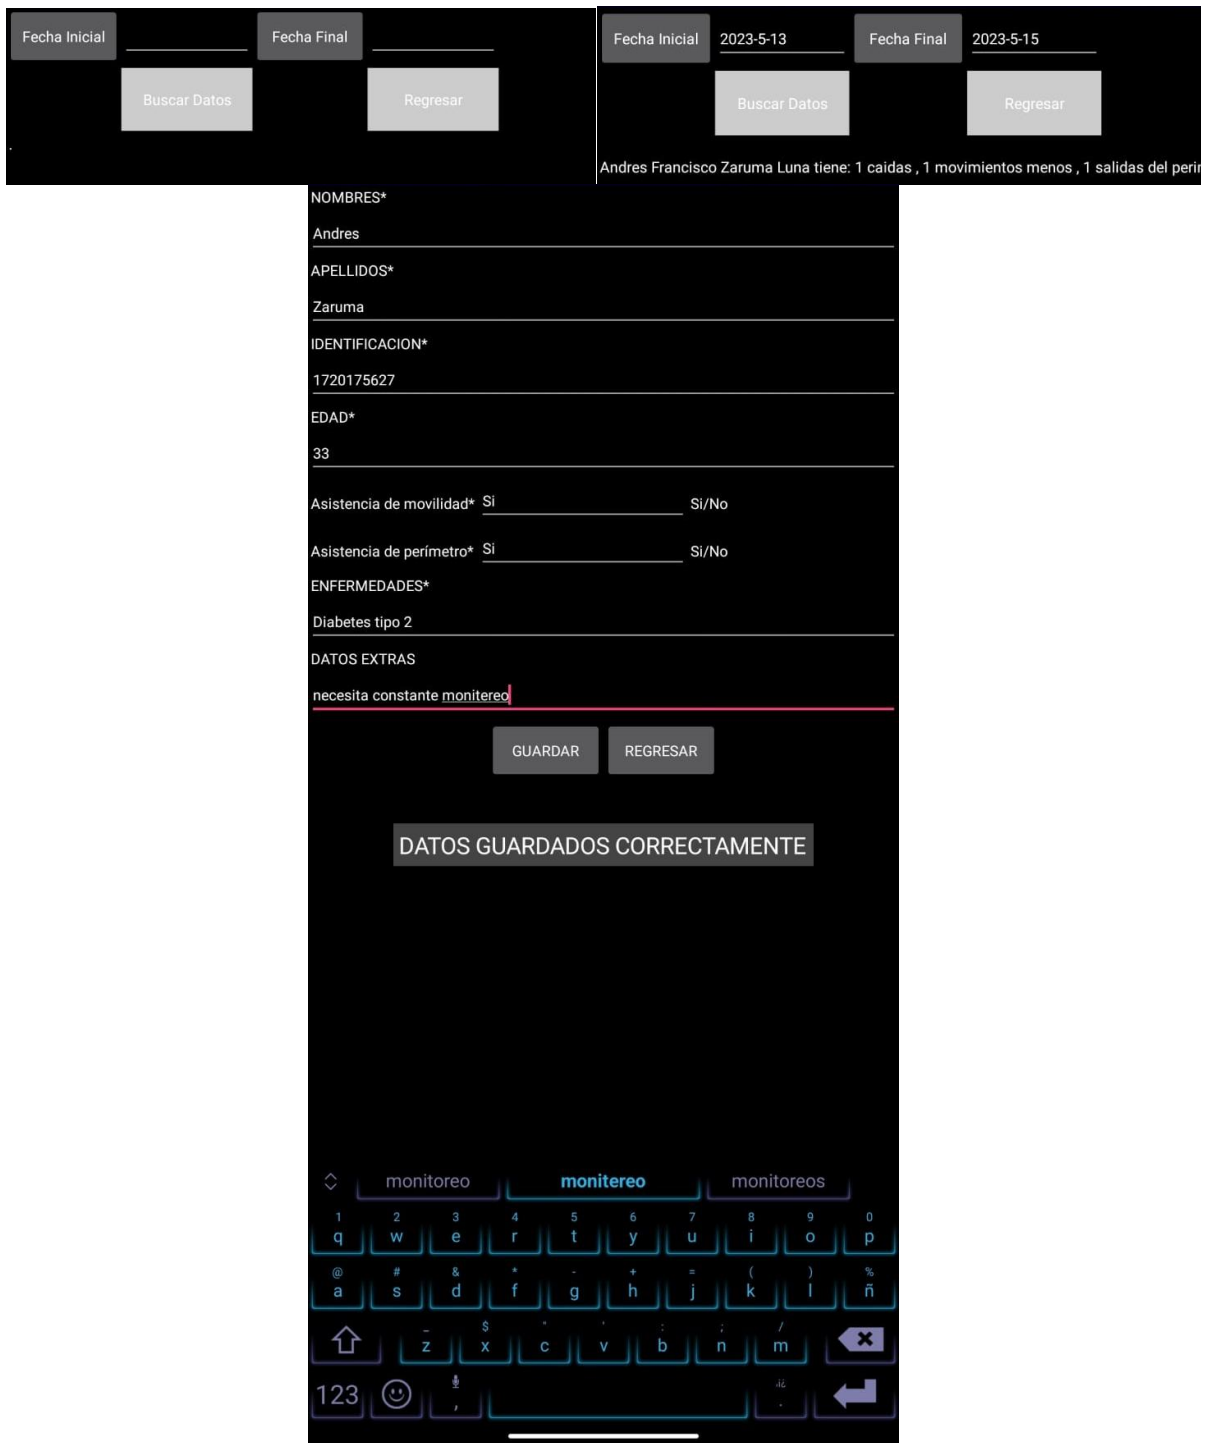 Fecha Inicial Fecha Final
Buscar Datos Regresar
.
Fecha Inicial 2023-5-13 Fecha Final 2023-5-15
Buscar Datos Regresar
Andres Francisco Zaruma Luna tiene: 1 caidas , 1 movimientos menos , 1 salidas del perir
NOMBRES*
Andres
APELLIDOS*
Zaruma
IDENTIFICACION*
1720175627
EDAD*
33
Asistencia de movilidad* Si Si/No
Asistencia de perímetro* Si Si/No
ENFERMEDADES*
Diabetes tipo 2
DATOS EXTRAS
necesita constante monitereo
GUARDAR REGRESAR
DATOS GUARDADOS CORRECTAMENTE
monitoreo monitereo monitoreos
1 2 3 4 5 6 7 8 9 0
q w e r t y u i o p
@ # & * - + = ( ) %
a s d f g h j k l ñ
_ $ " ' : ; /
z x c v b n m
123 , .